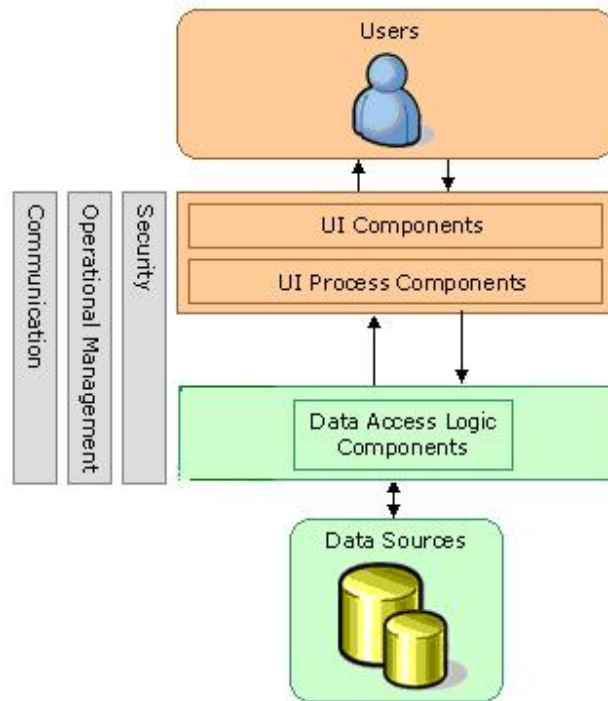 Users
Communication
Operational Management
Security
UI Components
UI Process Components
Data Access Logic
Components
Data Sources